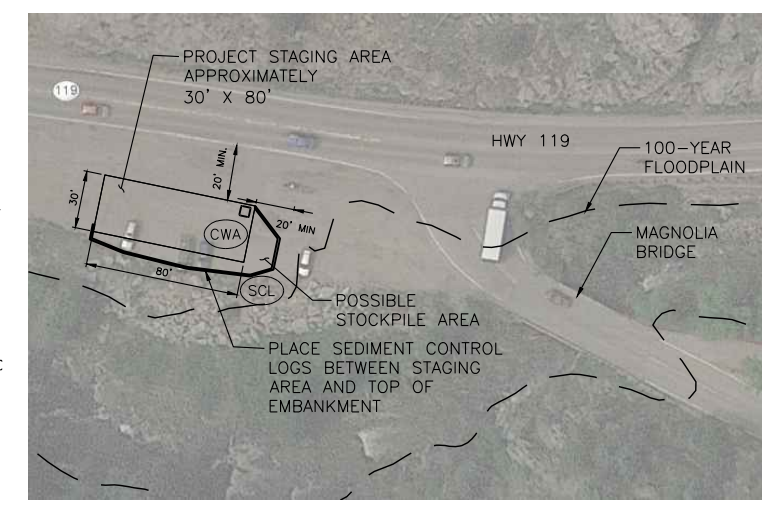 PROJECT STAGING AREA
APPROXIMATELY
30' X 80'
119
HWY 119
100-YEAR
FLOODPLAIN
20' MIN.
30'
20' MIN
CWA
MAGNOLIA
BRIDGE
80'
SCL
POSSIBLE
STOCKPILE AREA
PLACE SEDIMENT CONTROL
LOGS BETWEEN STAGING
AREA AND TOP OF
EMBANKMENT
C